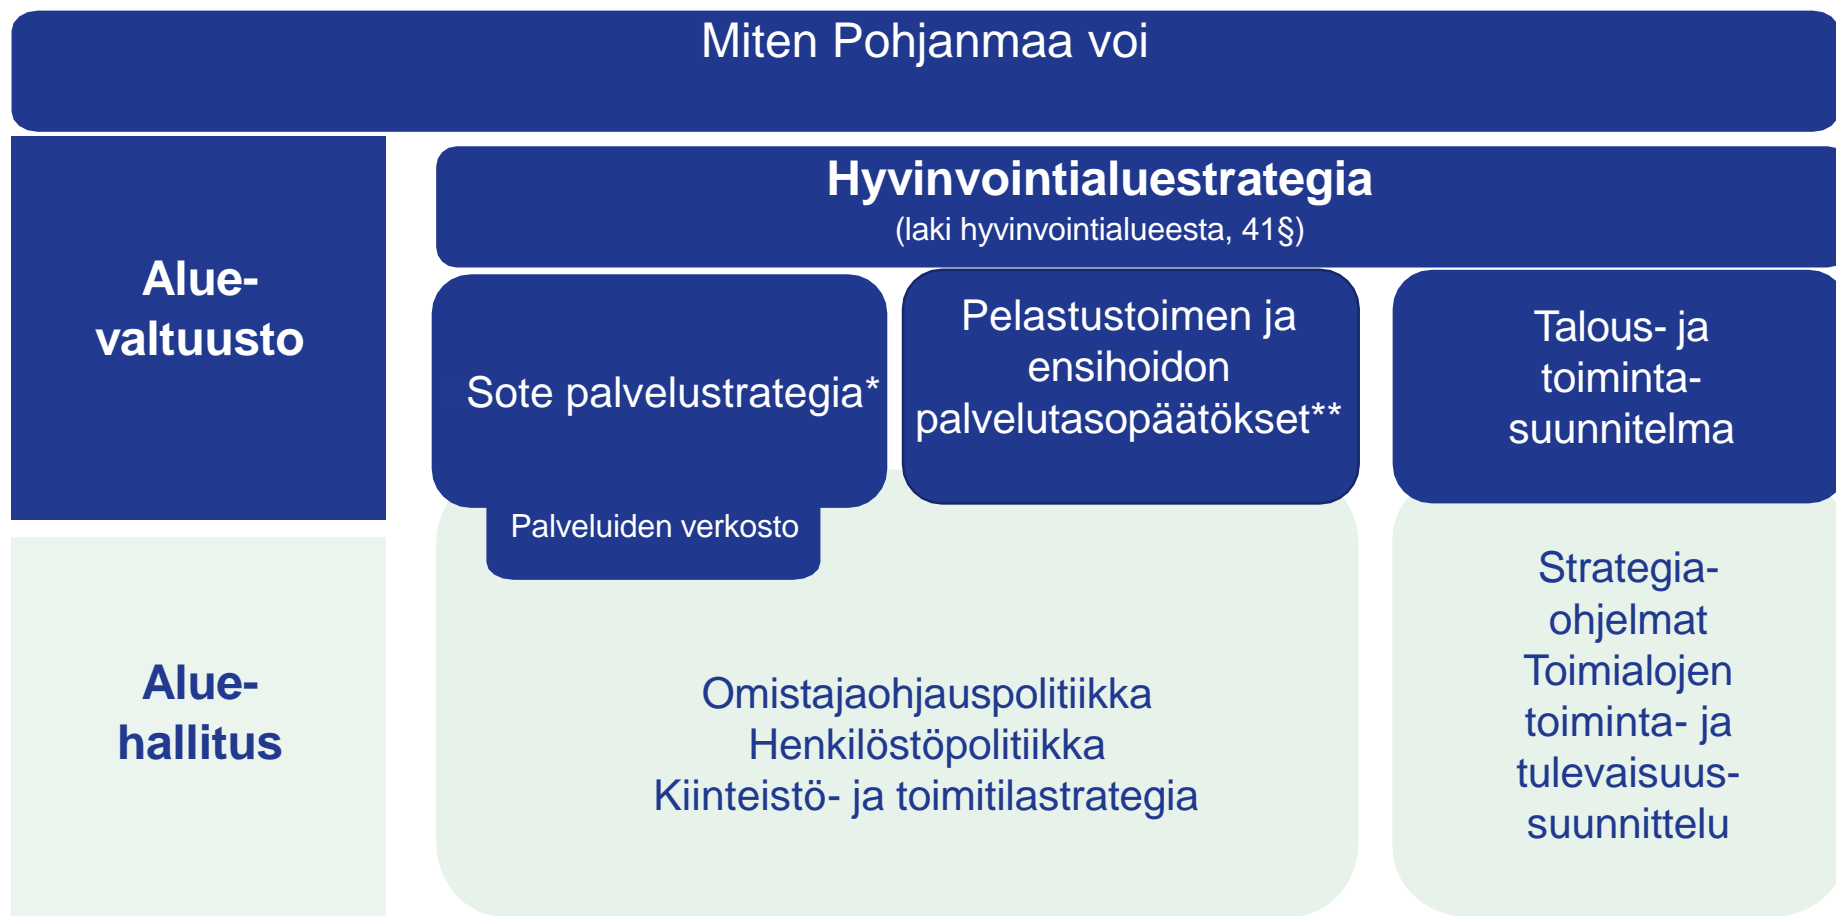 Miten Pohjanmaa voi
Hyvinvointialuestrategia
(laki hyvinvointialueesta, 41§)
Alue-
valtuusto
Sote palvelustrategia*
Pelastustoimen ja
ensihoidon
palvelutasopäätökset**
Talous- ja
toiminta-
suunnitelma
Palveluiden verkosto
Alue-
hallitus
Omistajaohjauspolitiikka
Henkilöstöpolitiikka
Kiinteistö- ja toimitilastrategia
Strategia-
ohjelmat
Toimialojen
toiminta- ja
tulevaisuus-
suunnittelu